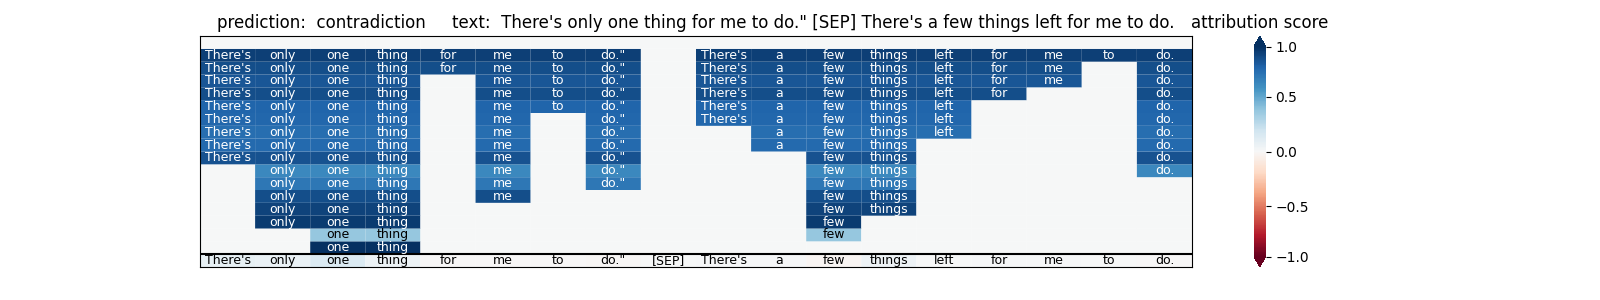 prediction: contradiction text: There's only one thing for me to do." [SEP] There's a few things left for me to do. attribution score
There's only one thing for me to do." There's a few things left for me to do.
There's only one thing for me to do." There's a few things left for me do.
There's only one thing me to do." There's a few things left for me do.
There's only one thing me to do." There's a few things left for do.
There's only one thing me to do." There's a few things left do.
There's only one thing me do." There's a few things left do.
There's only one thing me do." a few things left do.
There's only one thing me do." a few things do.
There's only one thing me do." few things do.
only one thing me do." few things do.
only one thing me do." few things
only one thing me few things
only one thing few things
only one thing few
one thing few
one thing
There's only one thing for me to do." [SEP] There's a few things left for me to do.
1.0
0.5
0.0
−0.5
−1.0